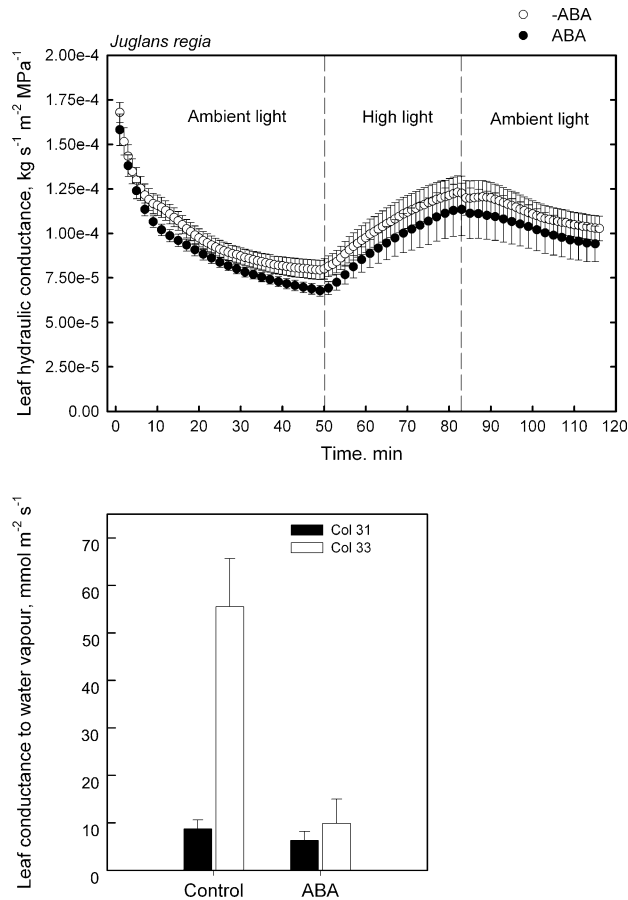 -ABA
ABA
Juglans regia
2.00e-4
1.75e-4
1.50e-4
1.25e-4
1.00e-4
7.50e-5
5.00e-5
2.50e-5
0.00
Leaf hydraulic conductance, kg s⁻¹ m⁻² MPa⁻¹
Ambient light
High light
Ambient light
0 10 20 30 40 50 60 70 80 90 100 110 120
Time. min
Col 31
Col 33
70
60
50
40
30
20
10
0
Leaf conductance to water vapour, mmol m⁻² s⁻¹
Control ABA